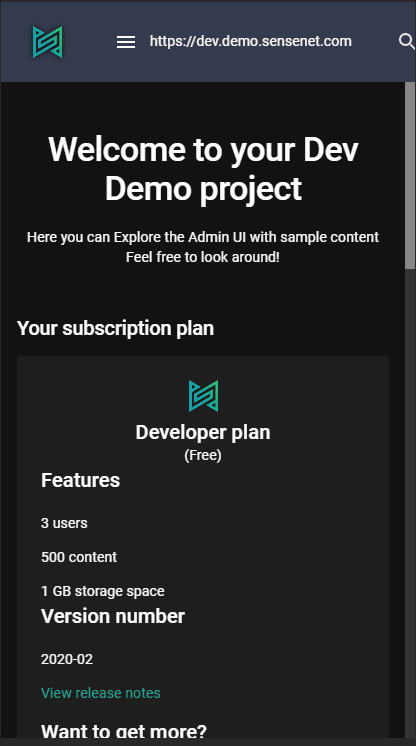 https://dev.demo.sensenet.com
Welcome to your Dev
Demo project
Here you can Explore the Admin UI with sample content
Feel free to look around!
Your subscription plan
Developer plan
(Free)
Features
3 users
500 content
1 GB storage space
Version number
2020-02
View release notes
Want to get more?